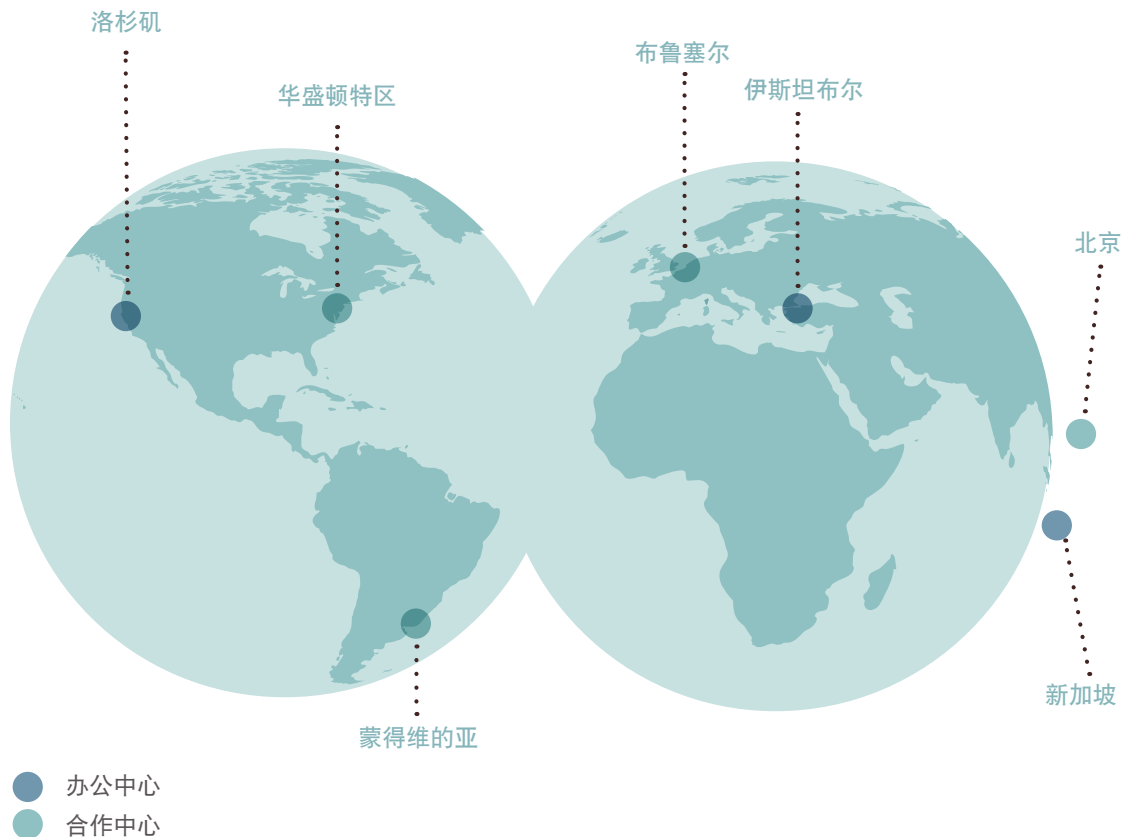 洛杉矶
布鲁塞尔
伊斯坦布尔
华盛顿特区
北京
新加坡
蒙得维的亚
办公中心
合作中心